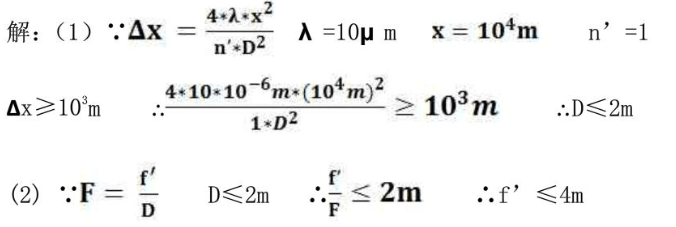 解：（1）∵Δx = (4*λ*x²)/(n′*D²) λ =10μ m x = 10⁴m n’ =1
Δx≥10³m ∴(4*10*10⁻⁶m*(10⁴m)²)/(1*D²) ≥ 10³m ∴D≤2m
(2) ∵F = f′/D D≤2m ∴f′/F ≤ 2m ∴f’ ≤4m